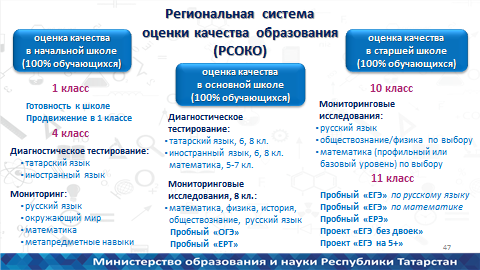 Региональная система
оценки качества образования
(РСОКО)
оценка качества
в начальной школе
(100% обучающихся)
1 класс
Готовность к школе
Продвижение в 1 классе
4 класс
Диагностическое тестирование:
• татарский язык
• иностранный язык
Мониторинг:
• русский язык
• окружающий мир
• математика
• метапредметные навыки
оценка качества
в основной школе
(100% обучающихся)
Диагностическое
тестирование:
• татарский язык, 6, 8 кл.
• иностранный язык, 6, 8 кл.
математика, 5-7 кл.
Мониторинговые
исследования, 8 кл.:
• математика, физика, история,
обществознание, русский язык
Пробный «ОГЭ»
Пробный «ЕРТ»
оценка качества
в старшей школе
(100% обучающихся)
10 класс
Мониторинговые
исследования:
• русский язык
• обществознание/физика по выбору
• математика (профильный или
базовый уровень) по выбору
11 класс
Пробный «ЕГЭ» по русскому языку
Пробный «ЕГЭ» по математике
Пробный «ЕРЭ»
Проект «ЕГЭ без двоек»
Проект «ЕГЭ на 5+»
47
Министерство образования и науки Республики Татарстан